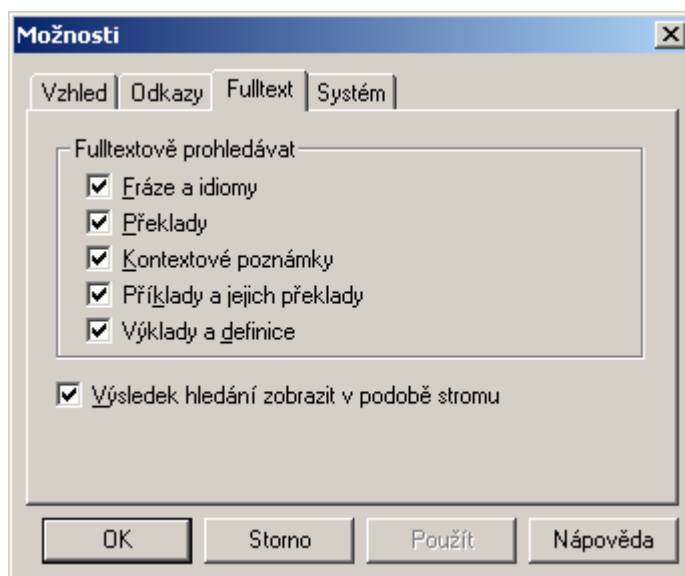 Možnosti
Vzhled Odkazy Fulltext Systém
Fulltextově prohledávat
Fráze a idiomy
Překlady
Kontextové poznámky
Příklady a jejich překlady
Výklady a definice
Výsledek hledání zobrazit v podobě stromu
OK Storno Použít Nápověda